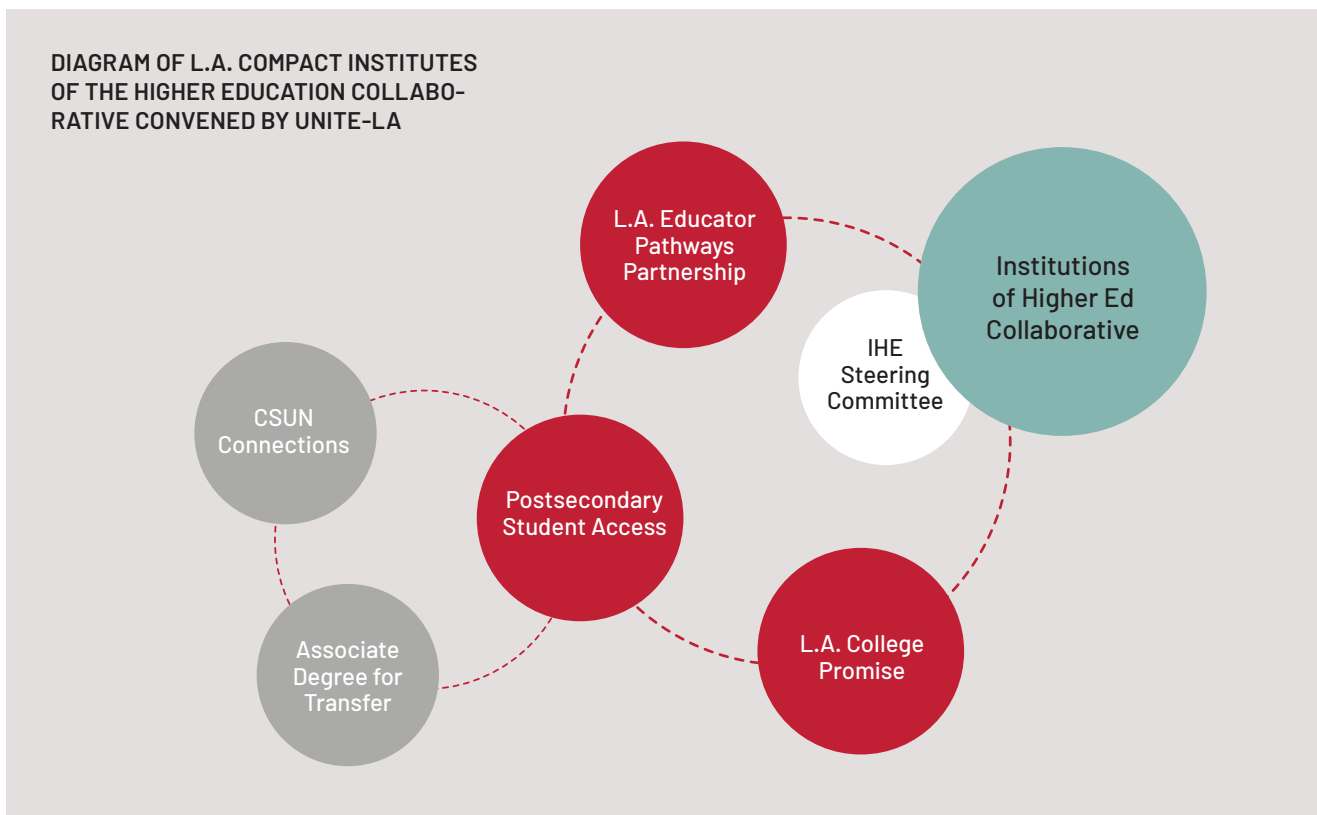 DIAGRAM OF L.A. COMPACT INSTITUTES
OF THE HIGHER EDUCATION COLLABO-
RATIVE CONVENED BY UNITE-LA
L.A. Educator
Pathways
Partnership
Institutions
of Higher Ed
Collaborative
IHE
Steering
Committee
CSUN
Connections
Postsecondary
Student Access
Associate
Degree for
Transfer
L.A. College
Promise